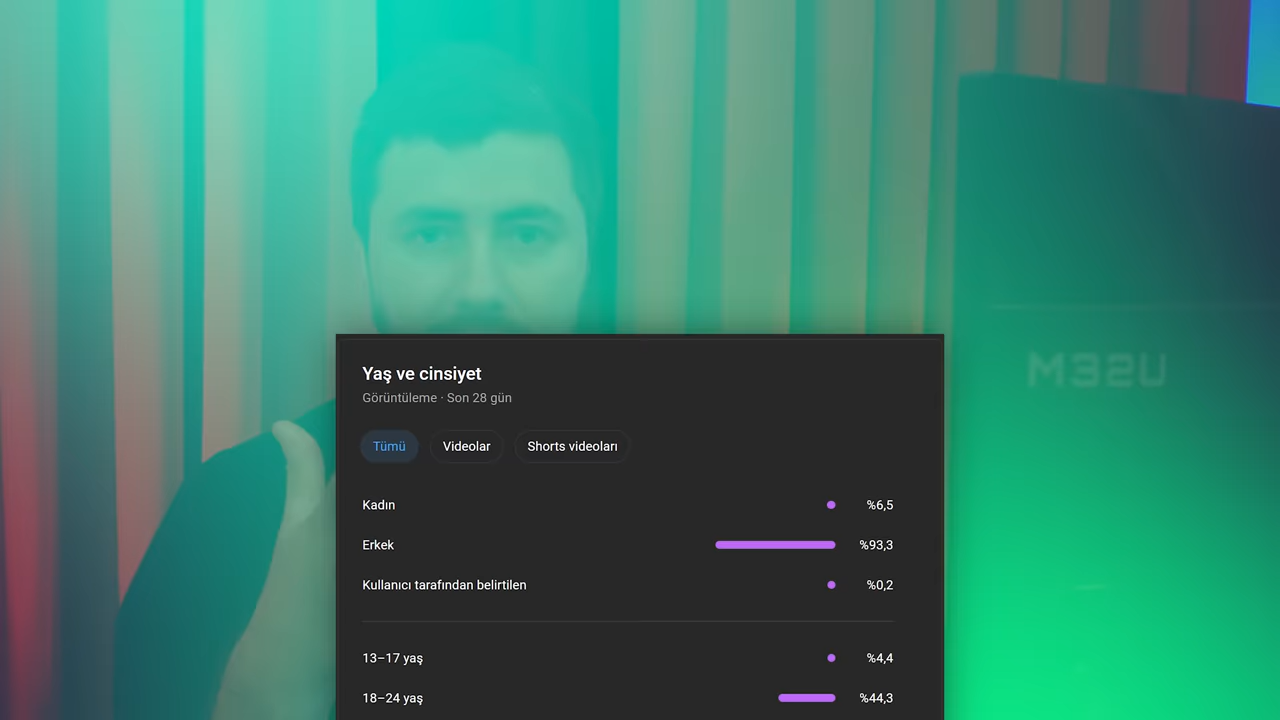 M32U
Yaş ve cinsiyet
Görüntüleme · Son 28 gün
Tümü Videolar Shorts videoları
Kadın %6,5
Erkek %93,3
Kullanıcı tarafından belirtilen %0,2
13–17 yaş %4,4
18–24 yaş %44,3